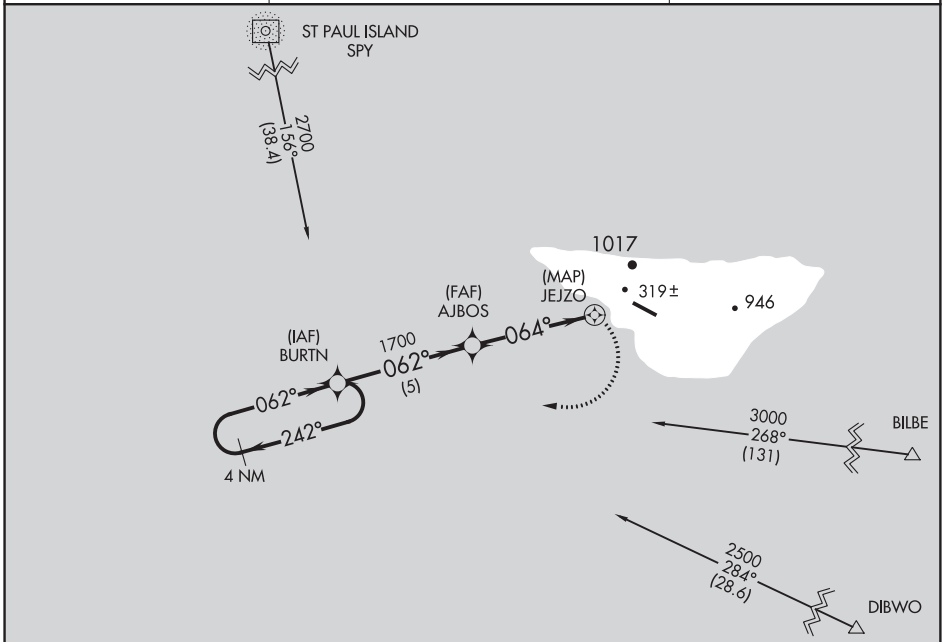 ST PAUL ISLAND
SPY
2700
156°
(38.4)
1017
(MAP)
JEJZO
319±
946
(FAF)
AJBOS
064°
(IAF)
BURTN
1700
062°
(5)
062°
242°
4 NM
3000
268°
(131)
BILBE
2500
284°
(28.6)
DIBWO